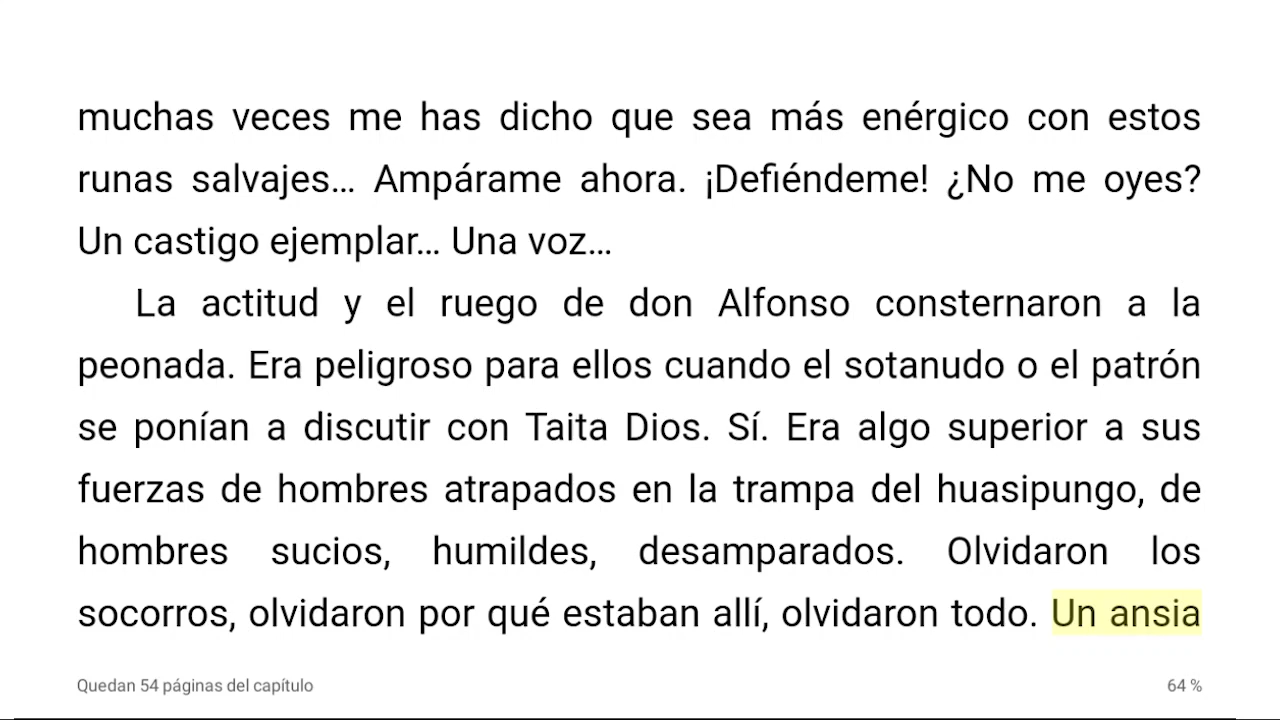 muchas veces me has dicho que sea más enérgico con estos
runas salvajes… Ampárame ahora. ¡Defiéndeme! ¿No me oyes?
Un castigo ejemplar… Una voz…
La actitud y el ruego de don Alfonso consternaron a la
peonada. Era peligroso para ellos cuando el sotanudo o el patrón
se ponían a discutir con Taita Dios. Sí. Era algo superior a sus
fuerzas de hombres atrapados en la trampa del huasipungo, de
hombres sucios, humildes, desamparados. Olvidaron los
socorros, olvidaron por qué estaban allí, olvidaron todo. Un ansia
Quedan 54 páginas del capítulo
64 %